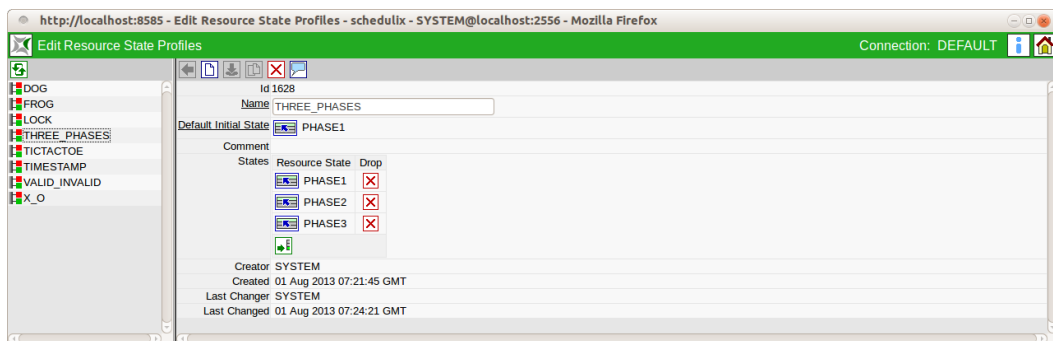 http://localhost:8585 - Edit Resource State Profiles - schedulix - SYSTEM@localhost:2556 - Mozilla Firefox
Edit Resource State Profiles
Connection: DEFAULT
DOG
FROG
LOCK
THREE_PHASES
TICTACTOE
TIMESTAMP
VALID_INVALID
X_O
Id 1628
Name THREE_PHASES
Default Initial State PHASE1
Comment
States Resource State Drop
PHASE1
PHASE2
PHASE3
Creator SYSTEM
Created 01 Aug 2013 07:21:45 GMT
Last Changer SYSTEM
Last Changed 01 Aug 2013 07:24:21 GMT